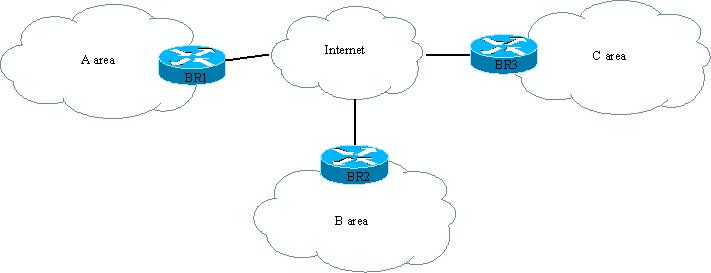 A area
BR1
Internet
BR3
C area
BR2
B area